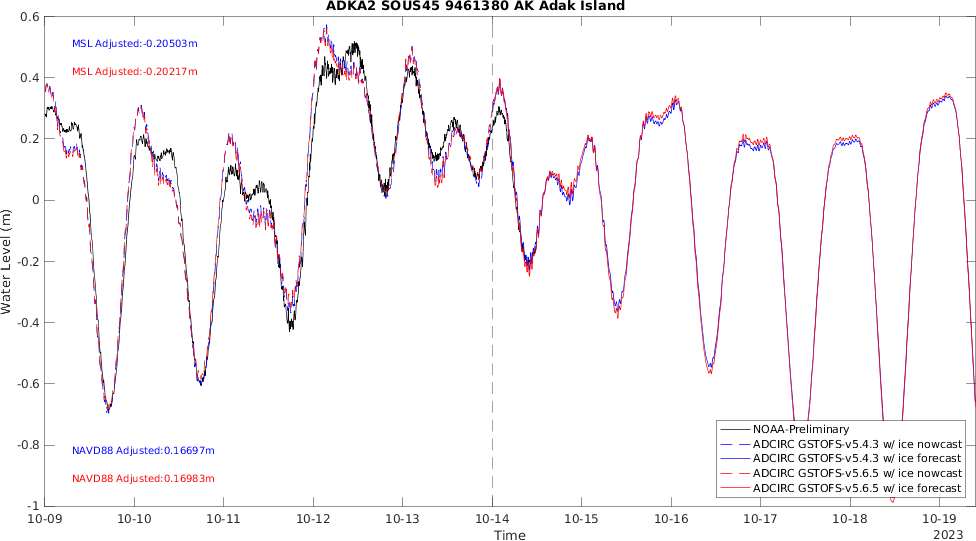 ADKA2 SOUS45 9461380 AK Adak Island
0.6
MSL Adjusted:-0.20503m
MSL Adjusted:-0.20217m
0.4
0.2
0
-0.2
-0.4
-0.6
-0.8
-1
Water Level (m)
NAVD88 Adjusted:0.16697m
NAVD88 Adjusted:0.16983m
NOAA-Preliminary
ADCIRC GSTOFS-v5.4.3 w/ ice nowcast
ADCIRC GSTOFS-v5.4.3 w/ ice forecast
ADCIRC GSTOFS-v5.6.5 w/ ice nowcast
ADCIRC GSTOFS-v5.6.5 w/ ice forecast
10-09 10-10 10-11 10-12 10-13 10-14 10-15 10-16 10-17 10-18 10-19
2023
Time